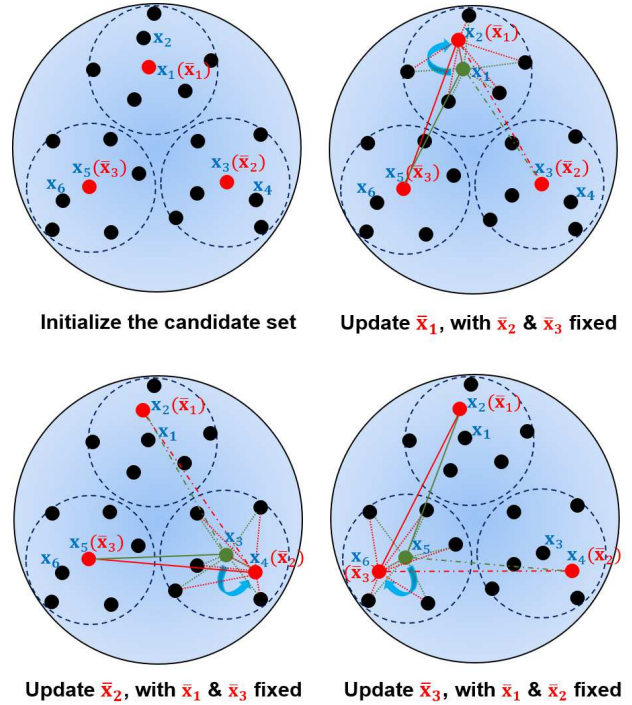 x₂
x₁(x̄₁)
x₅(x̄₃)
x₆
x₃(x̄₂)
x₄
Initialize the candidate set
x₂(x̄₁)
x₁
x₅(x̄₃)
x₆
x₃(x̄₂)
x₄
Update x̄₁, with x̄₂ & x̄₃ fixed
x₂(x̄₁)
x₁
x₅(x̄₃)
x₆
x₃
x₄(x̄₂)
Update x̄₂, with x̄₁ & x̄₃ fixed
x₂(x̄₁)
x₁
x₆
(x̄₃
x₅
x₃
x₄(x̄₂)
Update x̄₃, with x̄₁ & x̄₂ fixed